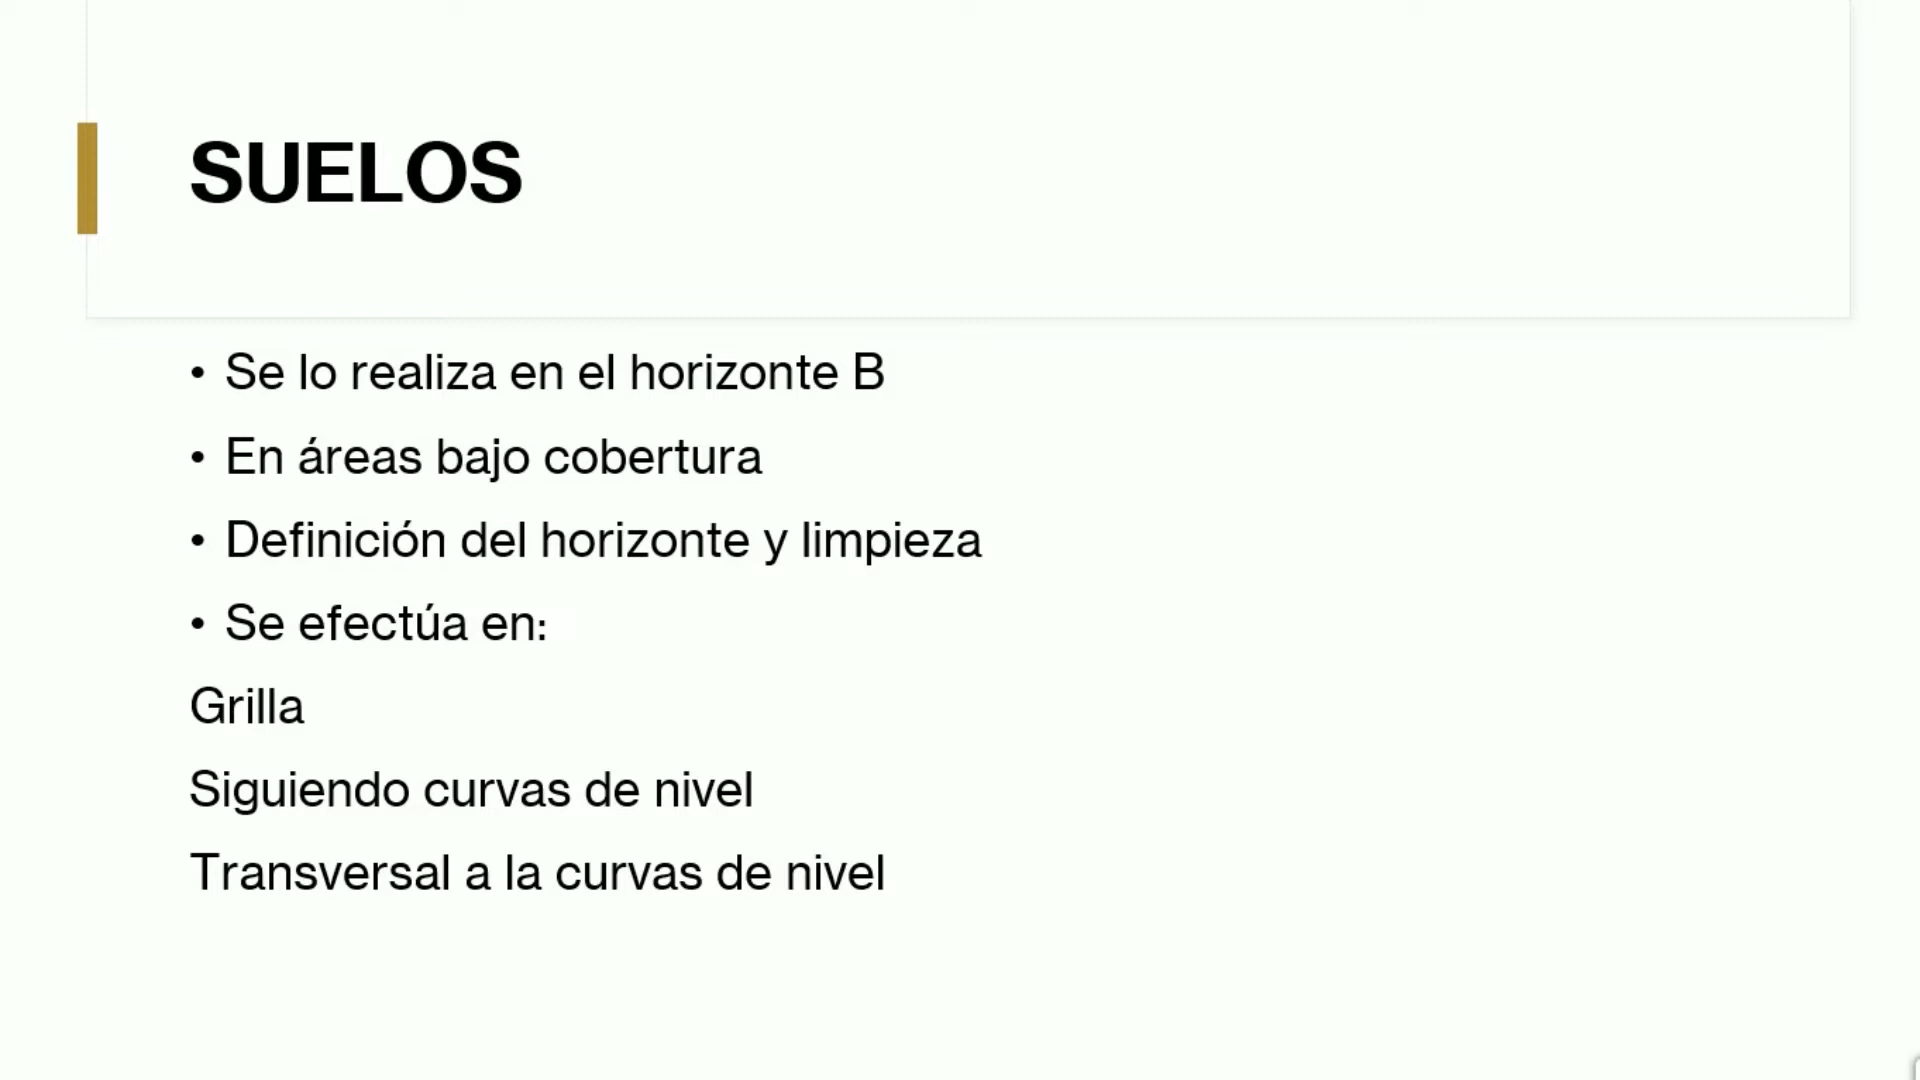 SUELOS
• Se lo realiza en el horizonte B
• En áreas bajo cobertura
• Definición del horizonte y limpieza
• Se efectúa en:
Grilla
Siguiendo curvas de nivel
Transversal a la curvas de nivel